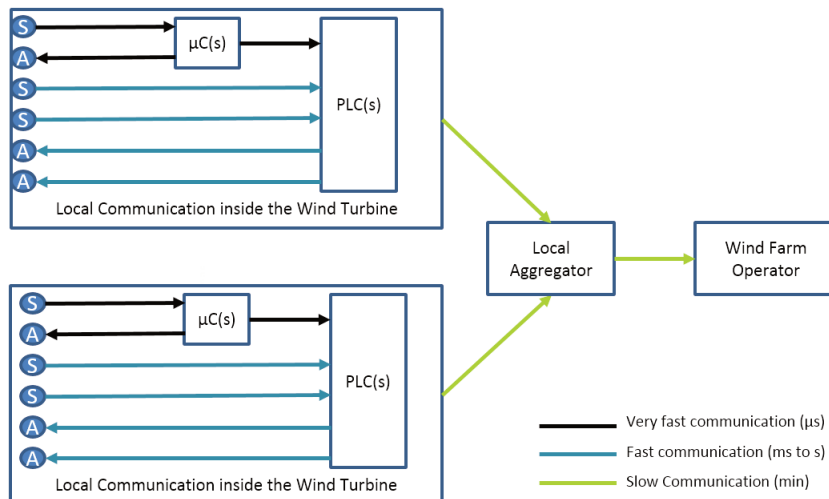 S
μC(s)
A
S
PLC(s)
S
A
A
Local Communication inside the Wind Turbine
Local
Aggregator
Wind Farm
Operator
S
μC(s)
A
S
PLC(s)
S
A
A
Local Communication inside the Wind Turbine
Very fast communication (μs)
Fast communication (ms to s)
Slow Communication (min)